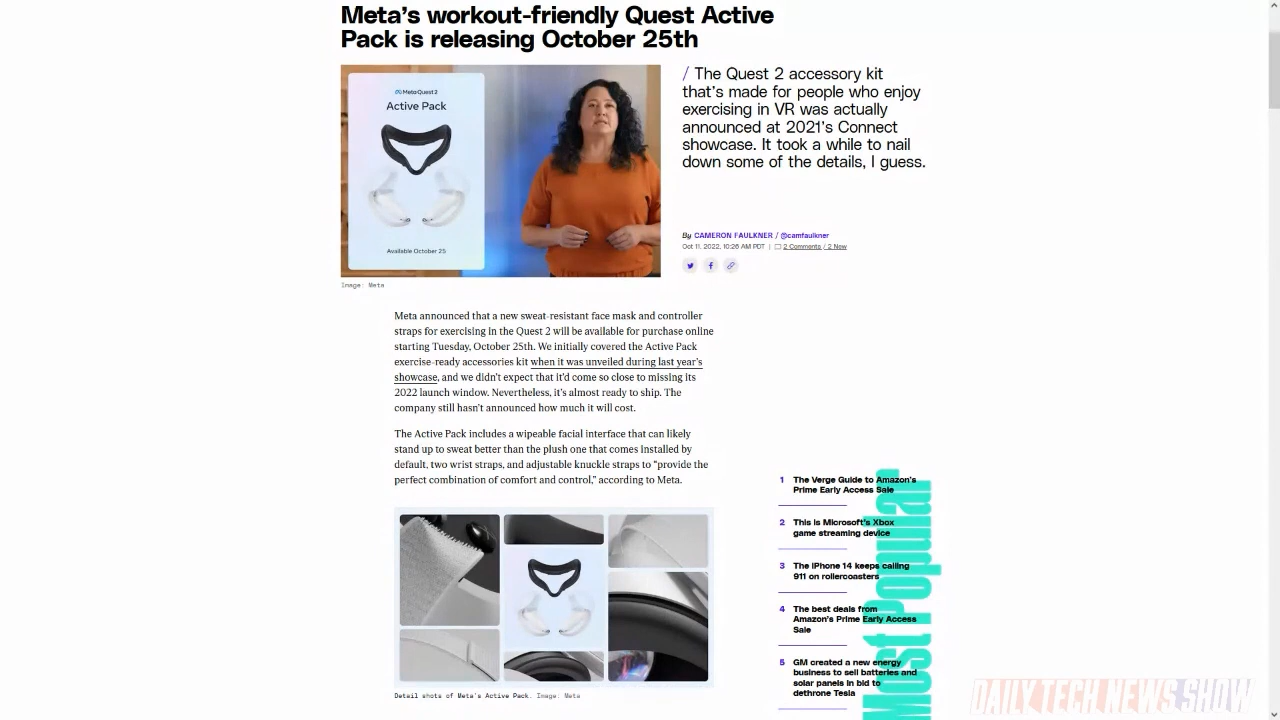 Meta’s workout-friendly Quest Active
Pack is releasing October 25th
Meta Quest 2
Active Pack
Available October 25
Image: Meta
/ The Quest 2 accessory kit
that’s made for people who enjoy
exercising in VR was actually
announced at 2021’s Connect
showcase. It took a while to nail
down some of the details, I guess.
By CAMERON FAULKNER / @camfaulkner
Oct 11, 2022, 10:26 AM PDT | 2 Comments / 2 New
Meta announced that a new sweat-resistant face mask and controller
straps for exercising in the Quest 2 will be available for purchase online
starting Tuesday, October 25th. We initially covered the Active Pack
exercise-ready accessories kit when it was unveiled during last year’s
showcase, and we didn’t expect that it’d come so close to missing its
2022 launch window. Nevertheless, it’s almost ready to ship. The
company still hasn’t announced how much it will cost.
The Active Pack includes a wipeable facial interface that can likely
stand up to sweat better than the plush one that comes installed by
default, two wrist straps, and adjustable knuckle straps to “provide the
perfect combination of comfort and control,” according to Meta.
Detail shots of Meta’s Active Pack. Image: Meta
Most Popular
1 The Verge Guide to Amazon’s
Prime Early Access Sale
2 This is Microsoft’s Xbox
game streaming device
3 The iPhone 14 keeps calling
911 on rollercoasters
4 The best deals from
Amazon’s Prime Early Access
Sale
5 GM created a new energy
business to sell batteries and
solar panels in bid to
dethrone Tesla
DAILY TECH NEWS SHOW